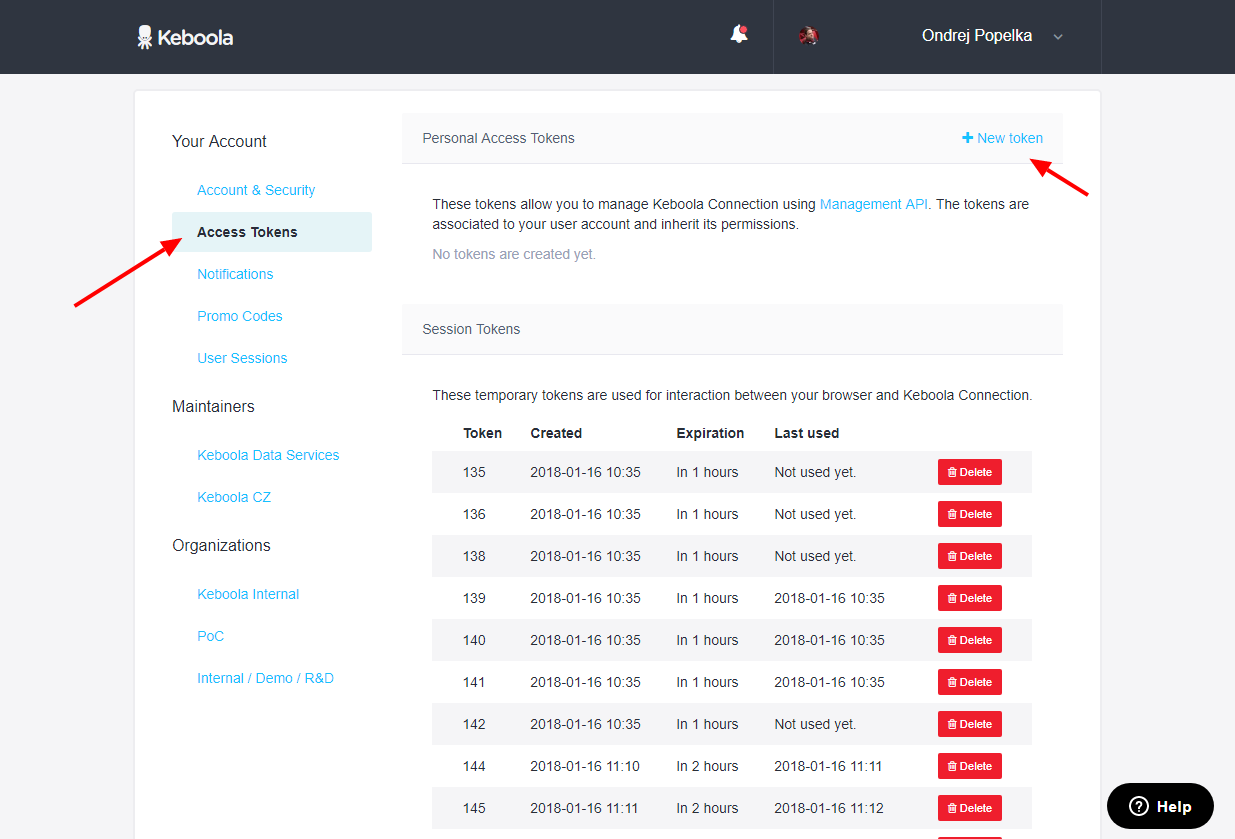 Keboola
Ondrej Popelka
Your Account
Account & Security
Access Tokens
Notifications
Promo Codes
User Sessions
Maintainers
Keboola Data Services
Keboola CZ
Organizations
Keboola Internal
PoC
Internal / Demo / R&D
Personal Access Tokens
New token
These tokens allow you to manage Keboola Connection using Management API. The tokens are
associated to your user account and inherit its permissions.
No tokens are created yet.
Session Tokens
These temporary tokens are used for interaction between your browser and Keboola Connection.
Token Created Expiration Last used
135 2018-01-16 10:35 In 1 hours Not used yet. Delete
136 2018-01-16 10:35 In 1 hours Not used yet. Delete
138 2018-01-16 10:35 In 1 hours Not used yet. Delete
139 2018-01-16 10:35 In 1 hours 2018-01-16 10:35 Delete
140 2018-01-16 10:35 In 1 hours 2018-01-16 10:35 Delete
141 2018-01-16 10:35 In 1 hours 2018-01-16 10:35 Delete
142 2018-01-16 10:35 In 1 hours Not used yet. Delete
144 2018-01-16 11:10 In 2 hours 2018-01-16 11:11 Delete
145 2018-01-16 11:11 In 2 hours 2018-01-16 11:12 Delete
Help